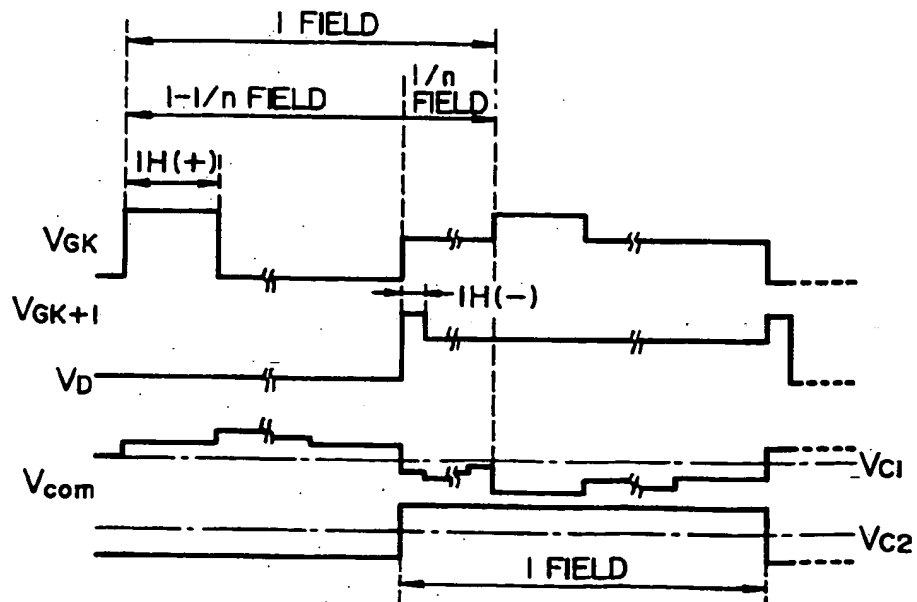 1 FIELD
1-1/n FIELD
1/n
FIELD
1H(+)
VGK
1H(-)
VGK+1
VD
VC1
Vcom
VC2
1 FIELD